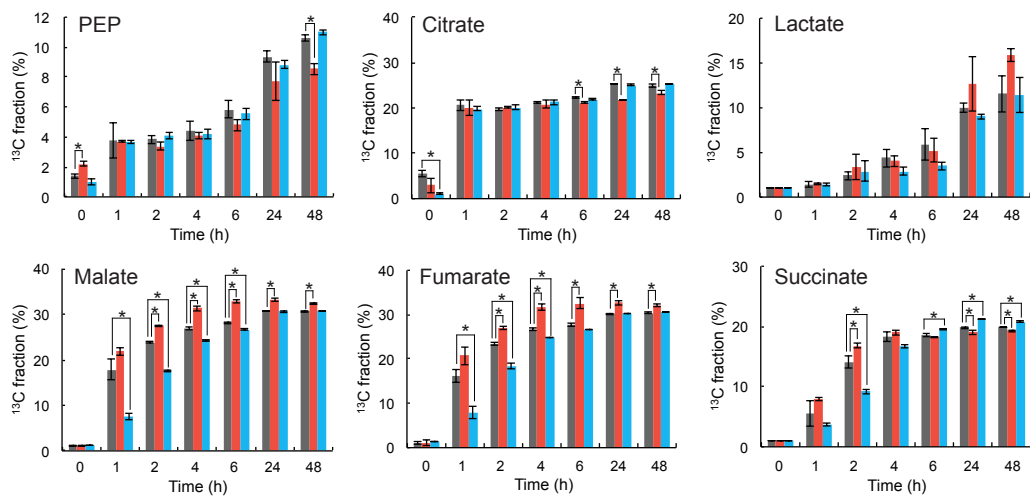 PEP
¹³C fraction (%)
12
10
8
6
4
2
0
*
*
0 1 2 4 6 24 48
Time (h)
Citrate
¹³C fraction (%)
40
30
20
10
0
*
*
*
*
0 1 2 4 6 24 48
Time (h)
Lactate
¹³C fraction (%)
20
15
10
5
0
0 1 2 4 6 24 48
Time (h)
Malate
¹³C fraction (%)
40
30
20
10
0
*
*
*
*
*
*
*
*
*
0 1 2 4 6 24 48
Time (h)
Fumarate
¹³C fraction (%)
40
30
20
10
0
*
*
*
*
*
*
*
*
0 1 2 4 6 24 48
Time (h)
Succinate
¹³C fraction (%)
30
20
10
0
*
*
*
*
*
*
*
0 1 2 4 6 24 48
Time (h)